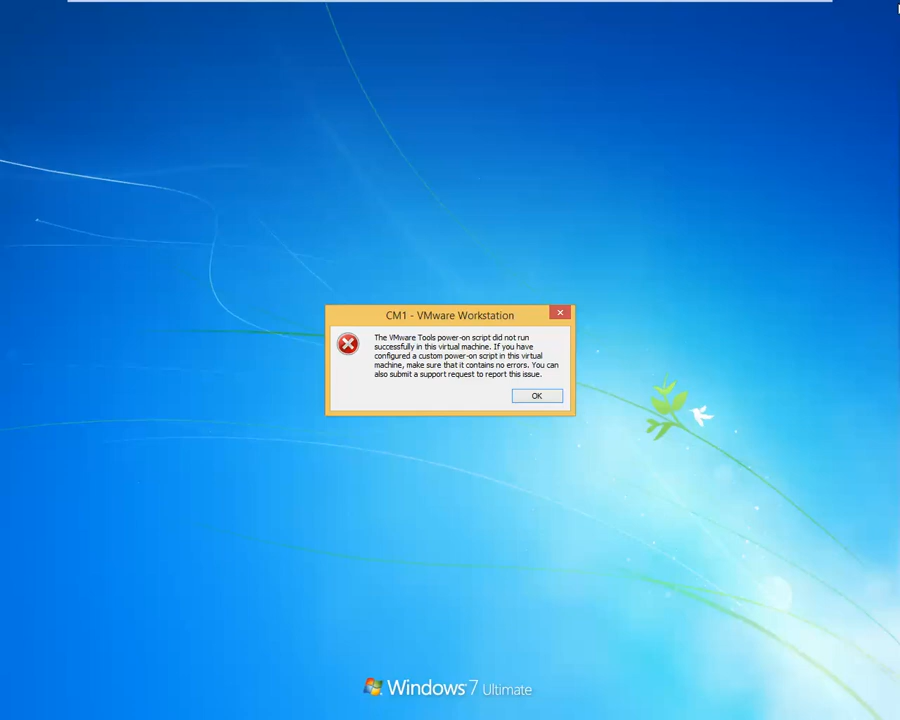 CM1 - VMware Workstation
The VMware Tools power-on script did not run
successfully in this virtual machine. If you have
configured a custom power-on script in this virtual
machine, make sure that it contains no errors. You can
also submit a support request to report this issue.
OK
Windows 7 Ultimate